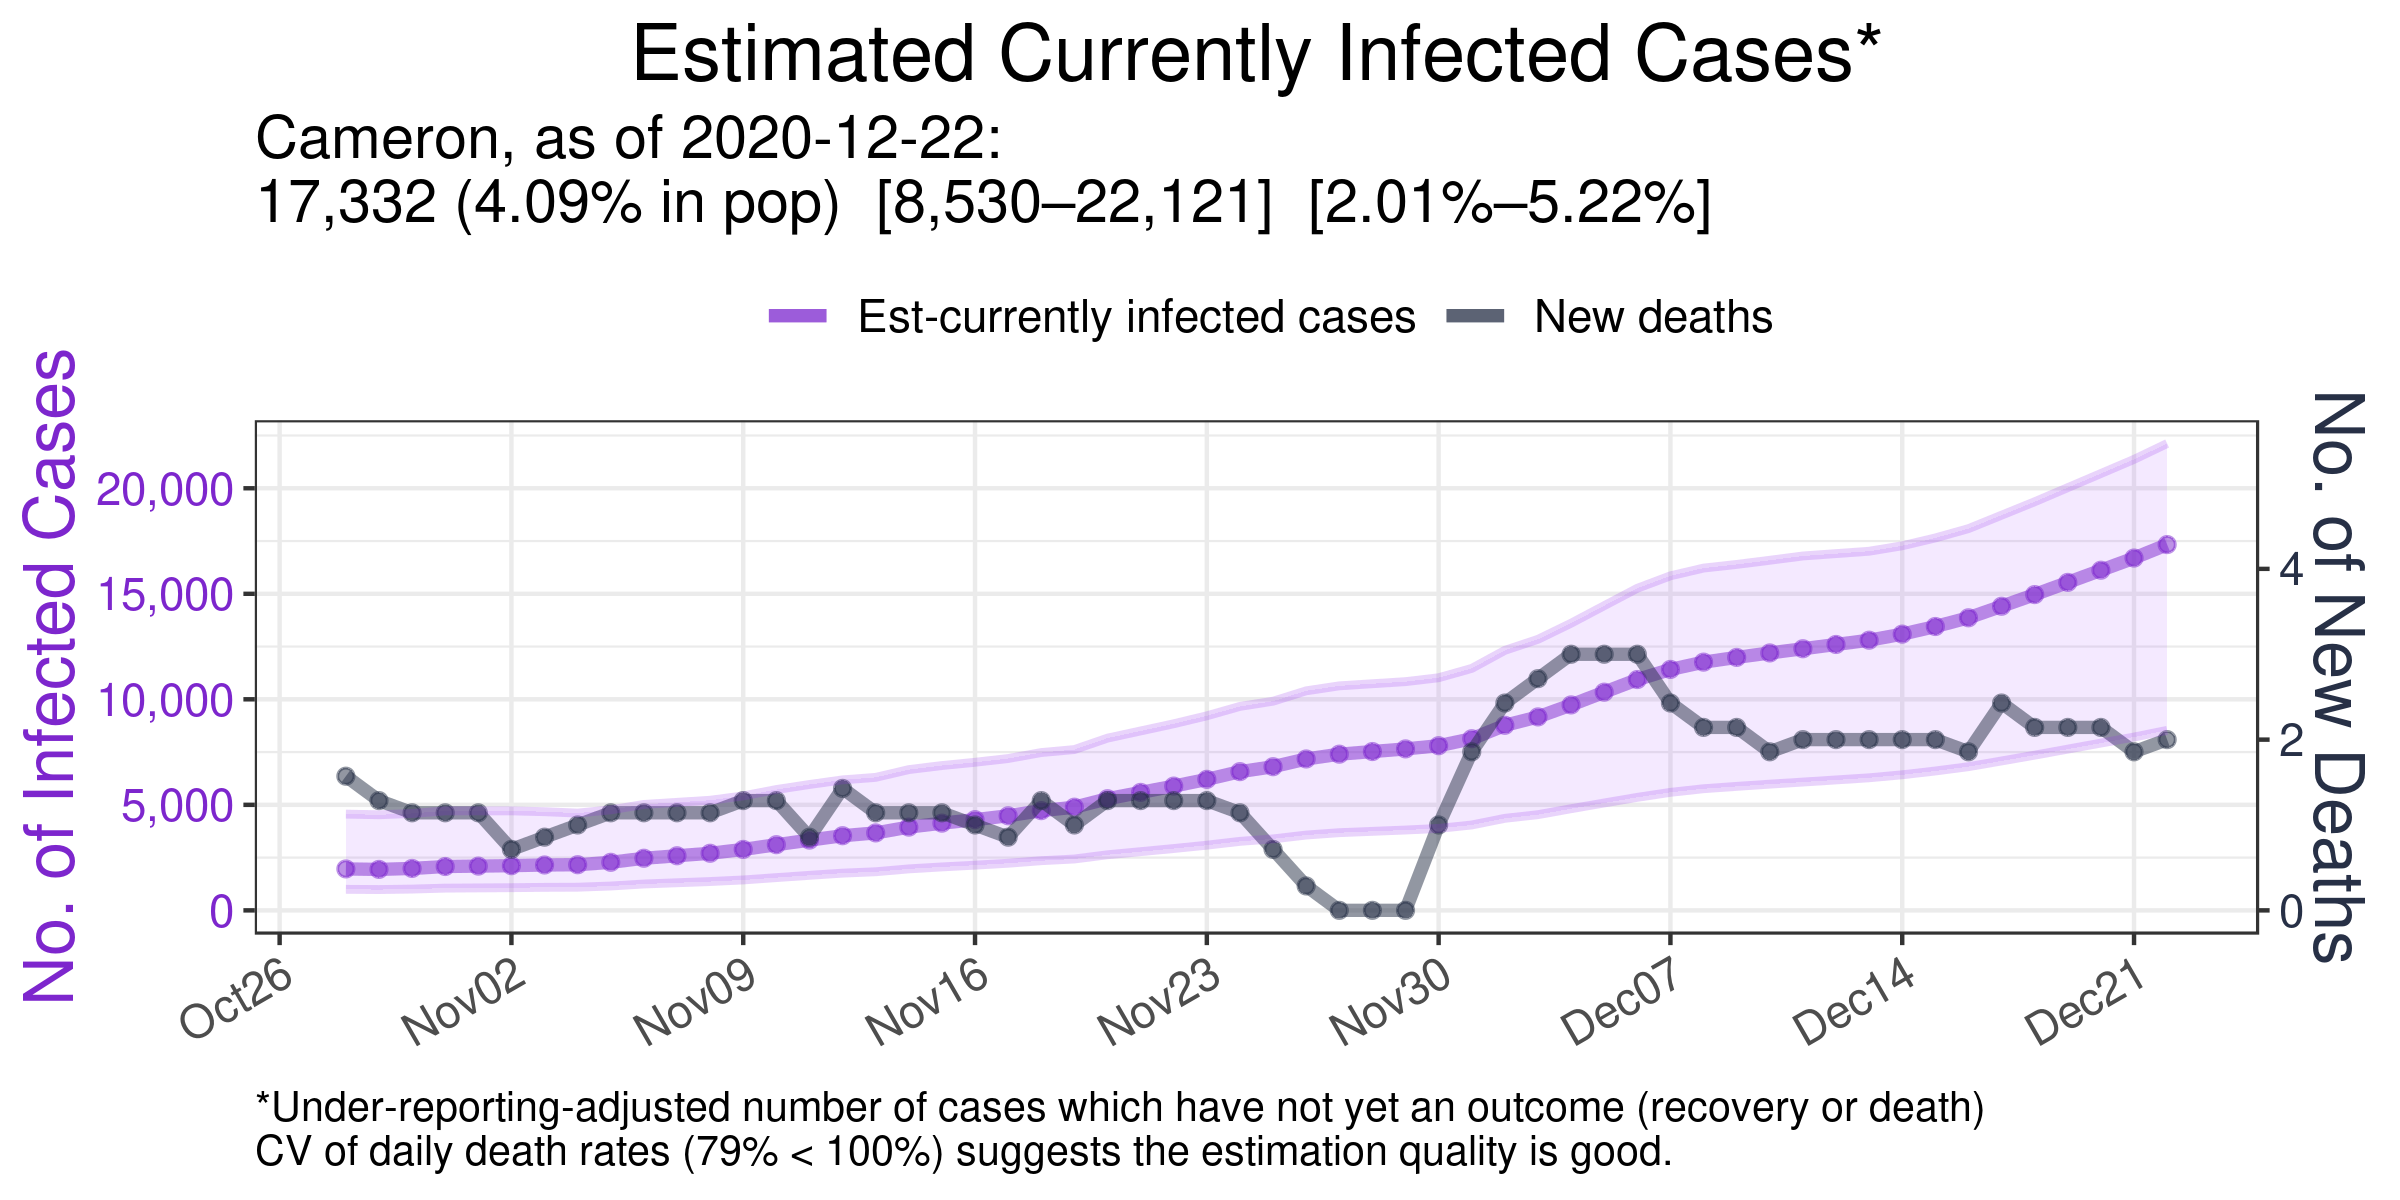 Estimated Currently Infected Cases*
Cameron, as of 2020-12-22:
17,332 (4.09% in pop)  [8,530–22,121]  [2.01%–5.22%]
Est-currently infected cases
New deaths
No. of Infected Cases
20,000
15,000
10,000
5,000
0
No. of New Deaths
4
2
0
Oct26
Nov02
Nov09
Nov16
Nov23
Nov30
Dec07
Dec14
Dec21
*Under-reporting-adjusted number of cases which have not yet an outcome (recovery or death)
CV of daily death rates (79% < 100%) suggests the estimation quality is good.